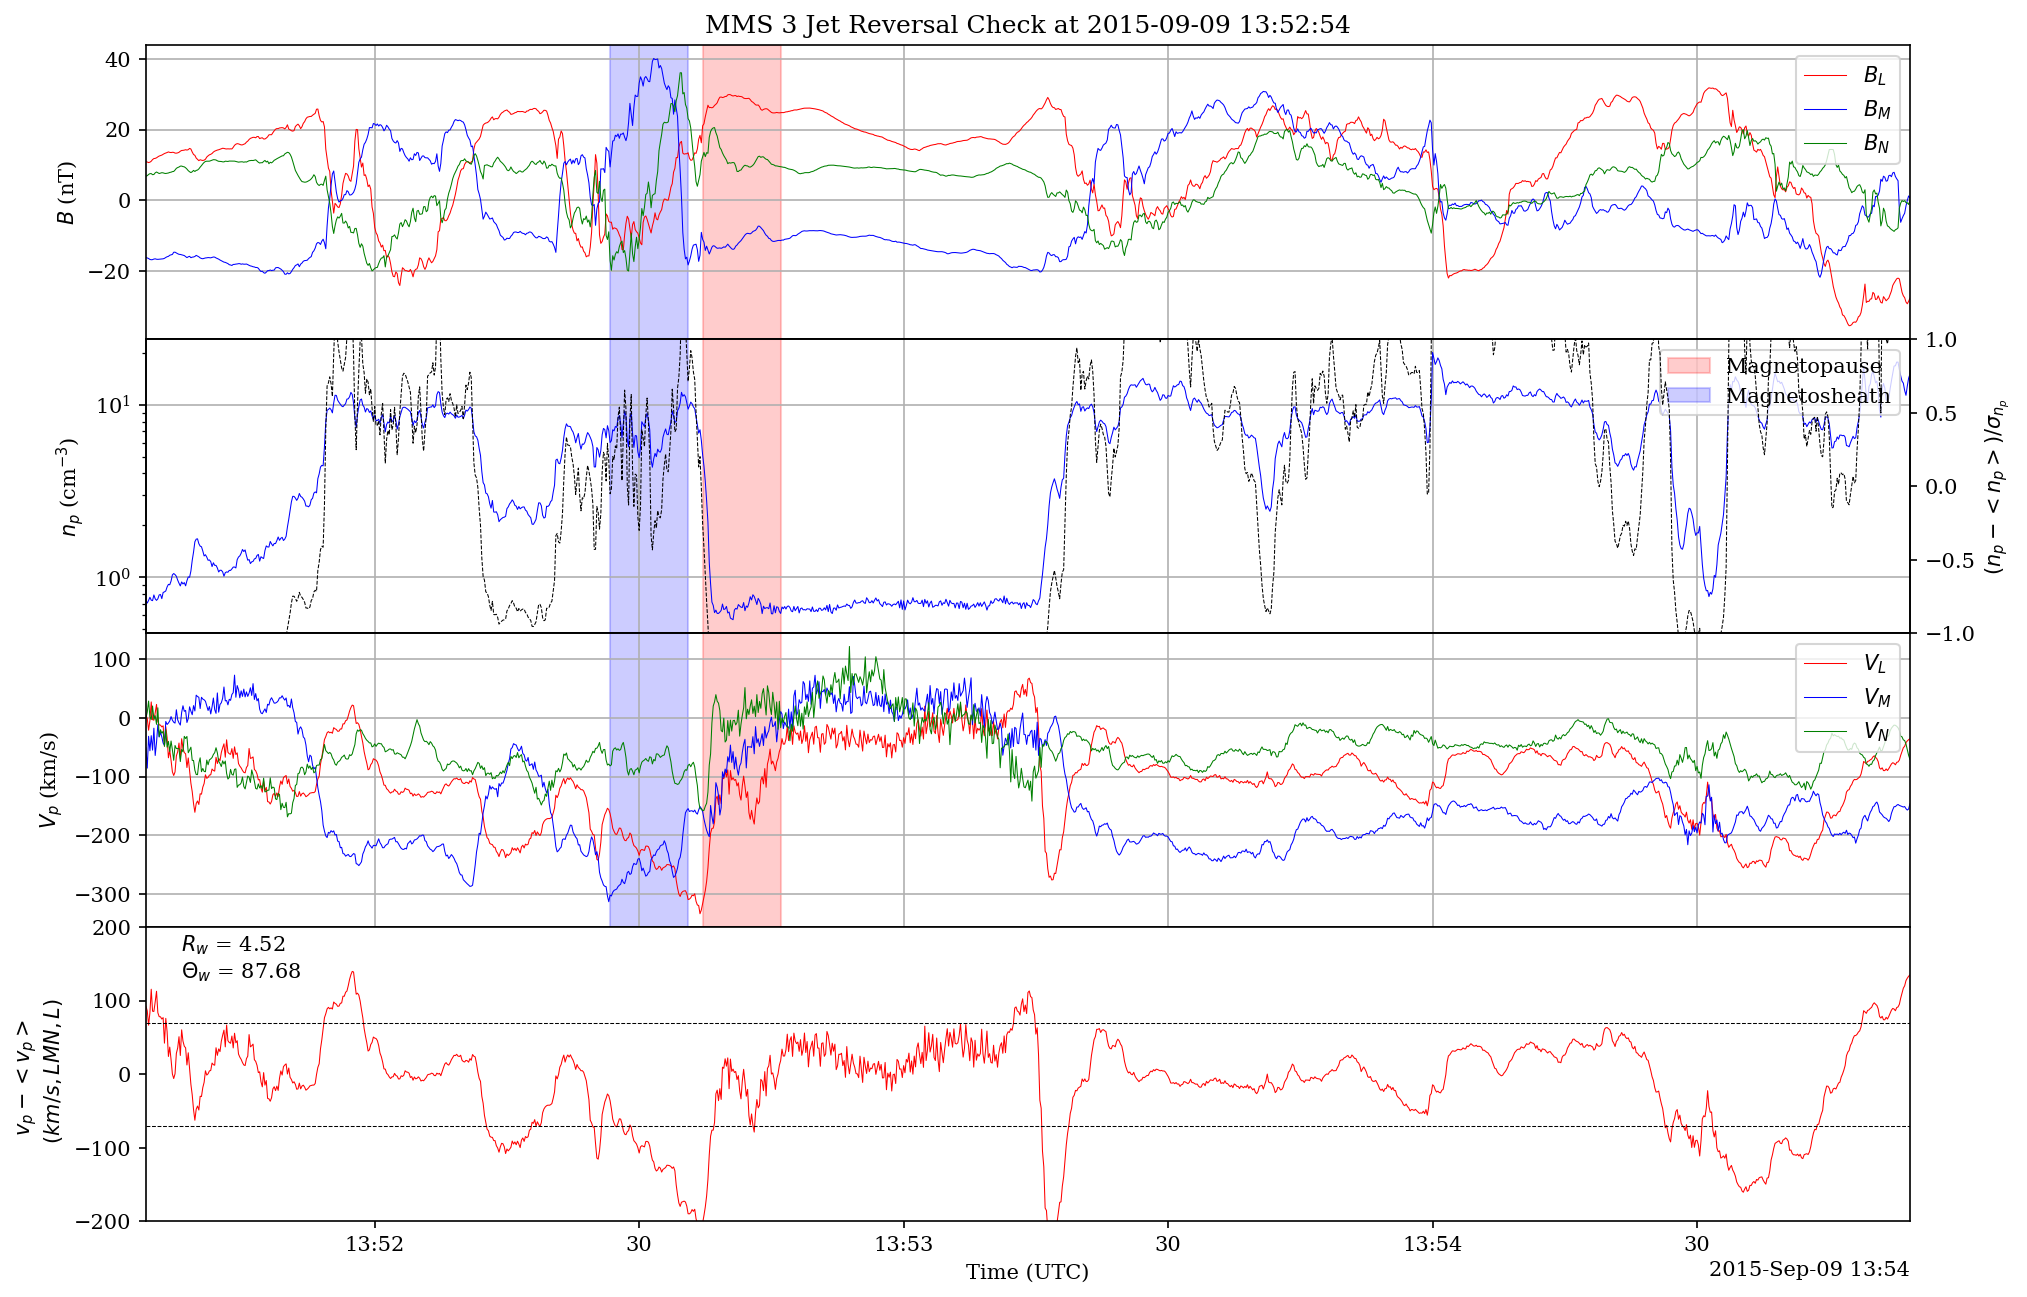 MMS 3 Jet Reversal Check at 2015-09-09 13:52:54
40
20
0
−20
B (nT)
B_L
B_M
B_N
10^1
10^0
n_p (cm^{−3})
Magnetopause
Magnetosheath
1.0
0.5
0.0
−0.5
−1.0
(n_p − < n_p >)/σ_{n_p}
100
0
−100
−200
−300
V_p (km/s)
V_L
V_M
V_N
200
100
0
−100
−200
v_p − < v_p >
(km/s, LMN, L)
R_w = 4.52
Θ_w = 87.68
13:52
30
13:53
30
13:54
30
Time (UTC)
2015-Sep-09 13:54